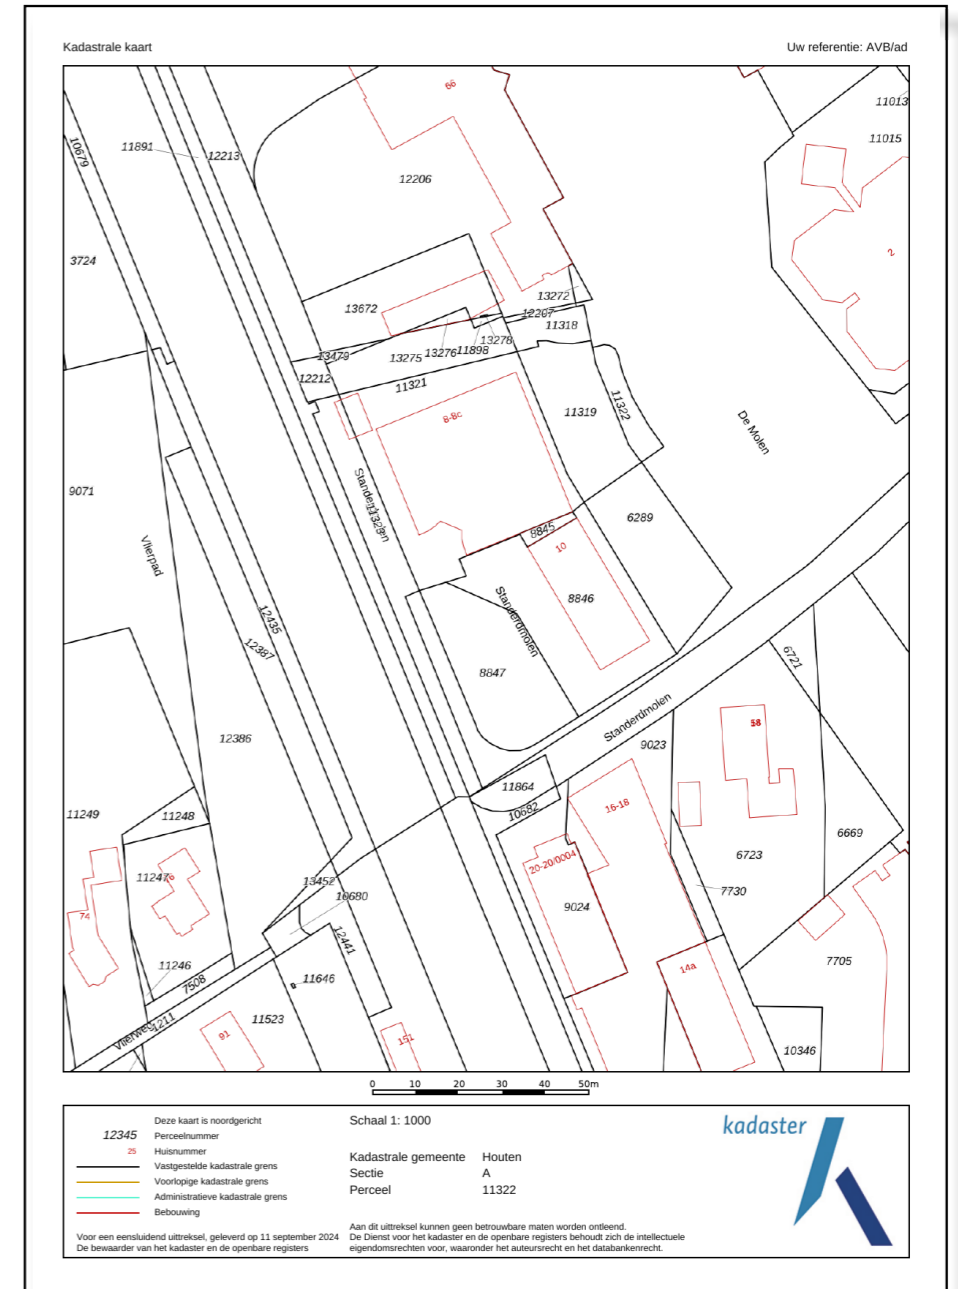 Kadastrale kaart
Uw referentie: AVB/ad
66
11013
11015
10679
11891
12213
12206
3724
2
13272
13672
12207
11318
13278
13479
13275
13276
11898
12212
11321
11322
11319
8-8c
De Molen
9071
Standerdmolen
11323
6289
8845
10
Vlierpad
8846
12435
12387
Standerdmolen
8847
6721
Standerdmolen
58
12386
9023
11864
10682
16-18
11249
11248
6669
6723
20-20/0004
11247
76
13452
7730
10680
9024
74
12441
7705
11246
14a
7508
11646
11523
Vlierweg
1211
91
151
10346
0 10 20 30 40 50m
Deze kaart is noordgericht
12345 Perceelnummer
25 Huisnummer
Vastgestelde kadastrale grens
Voorlopige kadastrale grens
Administratieve kadastrale grens
Bebouwing
Voor een eensluidend uittreksel, geleverd op 11 september 2024
De bewaarder van het kadaster en de openbare registers
Schaal 1: 1000
Kadastrale gemeente Houten
Sectie A
Perceel 11322
Aan dit uittreksel kunnen geen betrouwbare maten worden ontleend.
De Dienst voor het kadaster en de openbare registers behoudt zich de intellectuele
eigendomsrechten voor, waaronder het auteursrecht en het databankenrecht.
kadaster